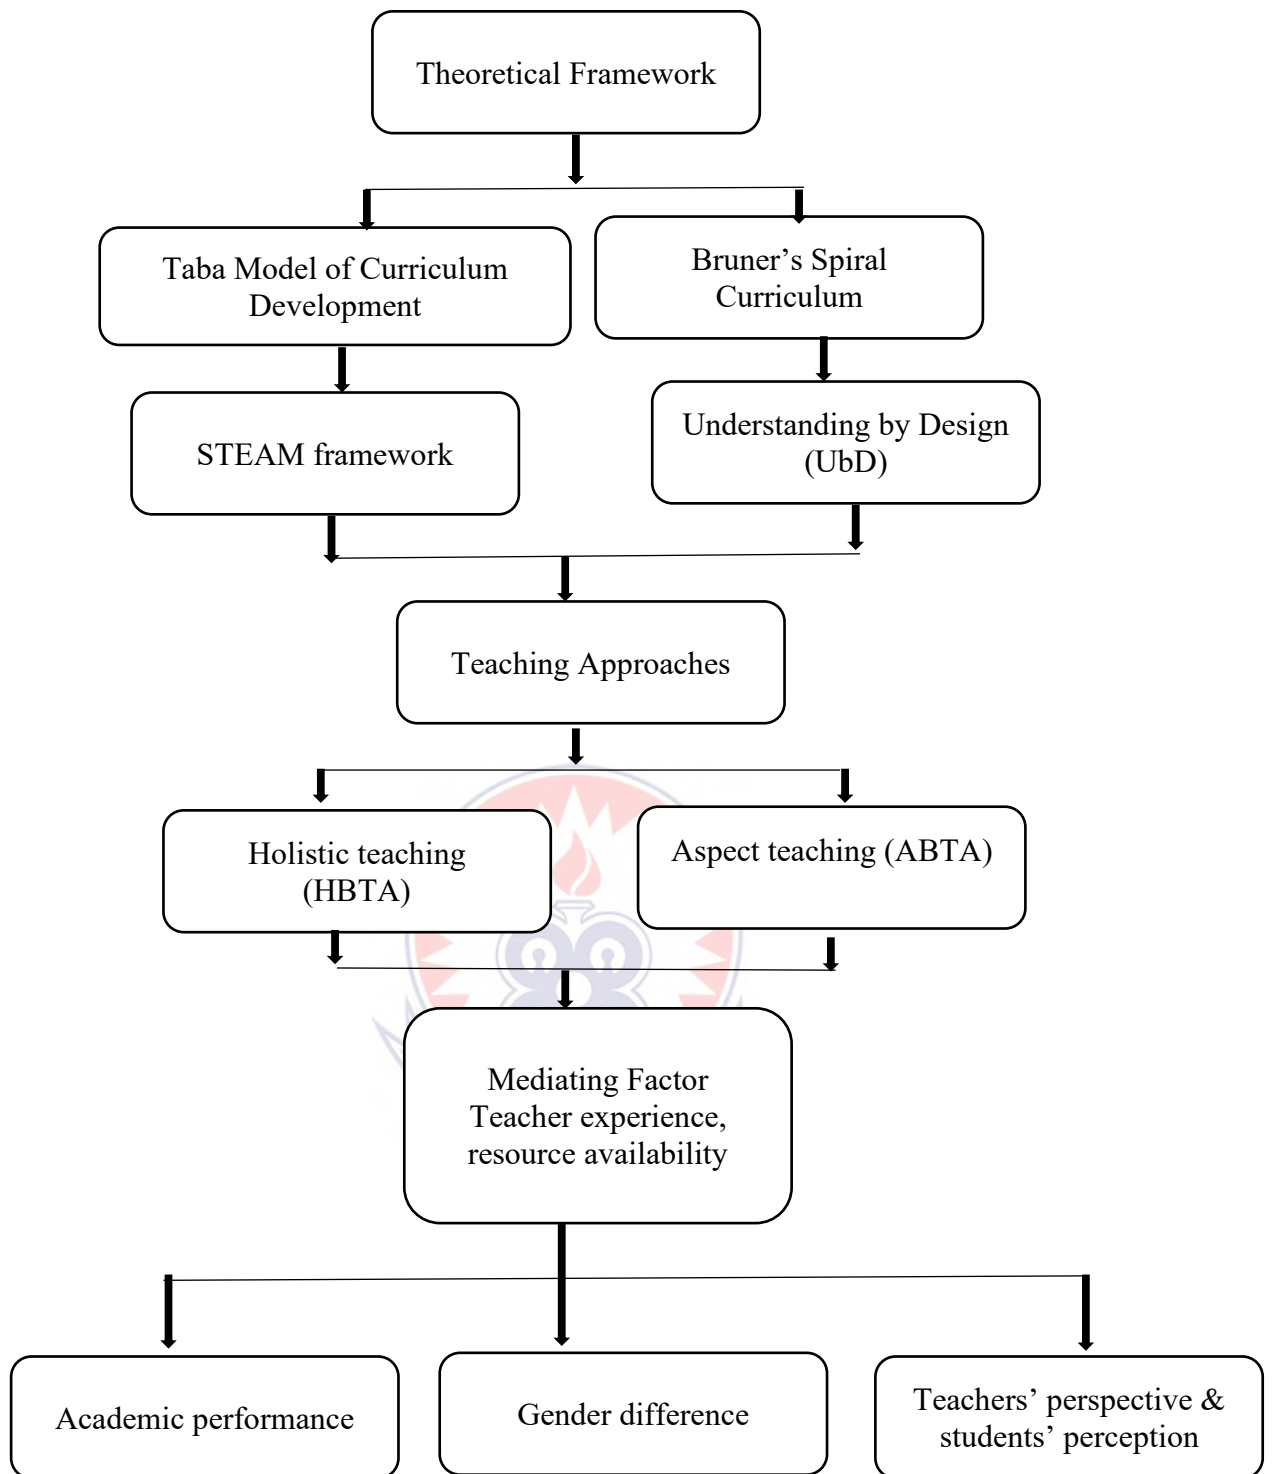 Theoretical Framework
Taba Model of Curriculum
Development
Bruner’s Spiral
Curriculum
STEAM framework
Understanding by Design
(UbD)
Teaching Approaches
Holistic teaching
(HBTA)
Aspect teaching (ABTA)
Mediating Factor
Teacher experience,
resource availability
Academic performance
Gender difference
Teachers’ perspective &
students’ perception